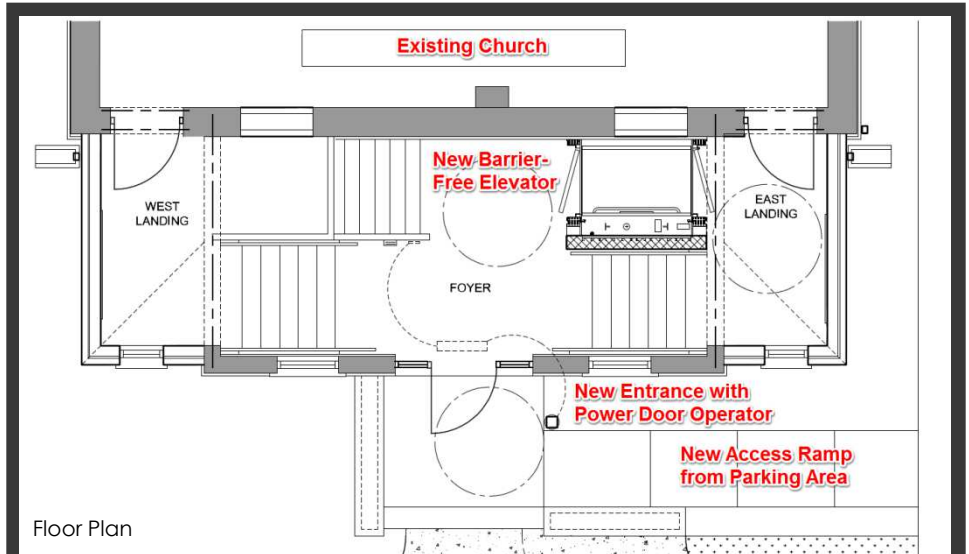 Existing Church
New Barrier-
Free Elevator
WEST
LANDING
EAST
LANDING
FOYER
New Entrance with
Power Door Operator
New Access Ramp
from Parking Area
Floor Plan